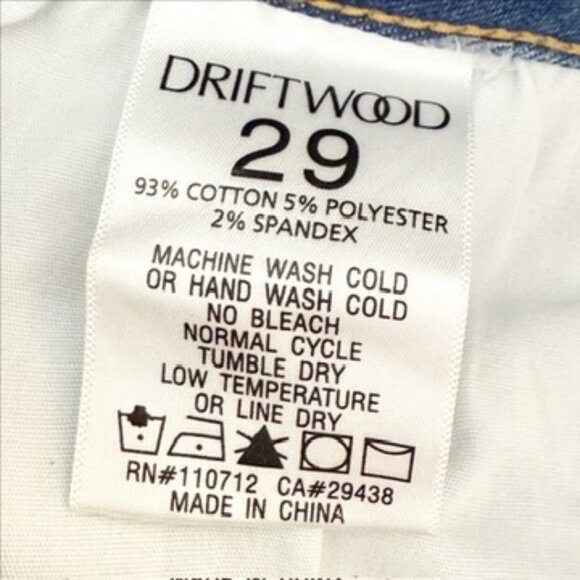 DRIFTWOOD
29
93% COTTON 5% POLYESTER
2% SPANDEX
MACHINE WASH COLD
OR HAND WASH COLD
NO BLEACH
NORMAL CYCLE
TUMBLE DRY
LOW TEMPERATURE
OR LINE DRY
RN#110712 CA#29438
MADE IN CHINA